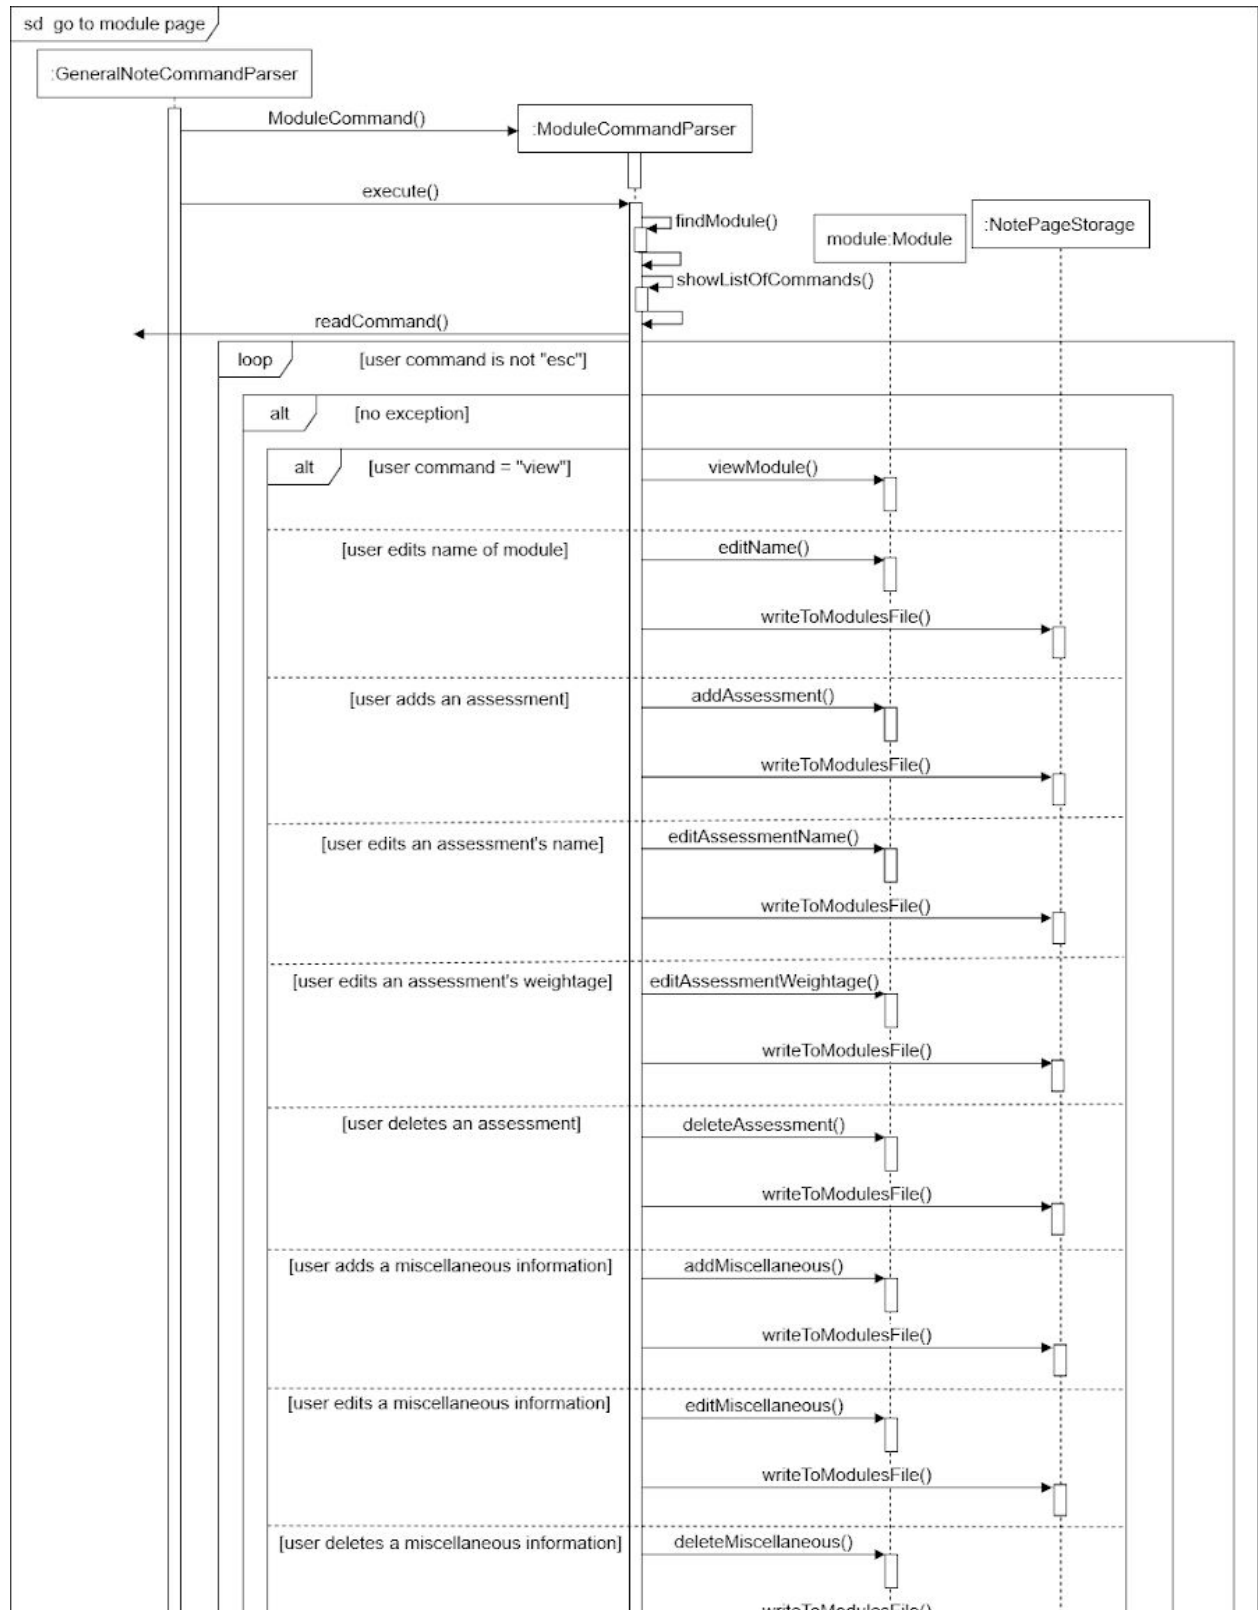 sd go to module page
:GeneralNoteCommandParser
ModuleCommand()
:ModuleCommandParser
execute()
findModule()
module:Module
:NotePageStorage
showListOfCommands()
readCommand()
loop
[user command is not "esc"]
alt
[no exception]
alt
[user command = "view"]
viewModule()
[user edits name of module]
editName()
writeToModulesFile()
[user adds an assessment]
addAssessment()
writeToModulesFile()
[user edits an assessment's name]
editAssessmentName()
writeToModulesFile()
[user edits an assessment's weightage]
editAssessmentWeightage()
writeToModulesFile()
[user deletes an assessment]
deleteAssessment()
writeToModulesFile()
[user adds a miscellaneous information]
addMiscellaneous()
writeToModulesFile()
[user edits a miscellaneous information]
editMiscellaneous()
writeToModulesFile()
[user deletes a miscellaneous information]
deleteMiscellaneous()
writeToModulesFile()